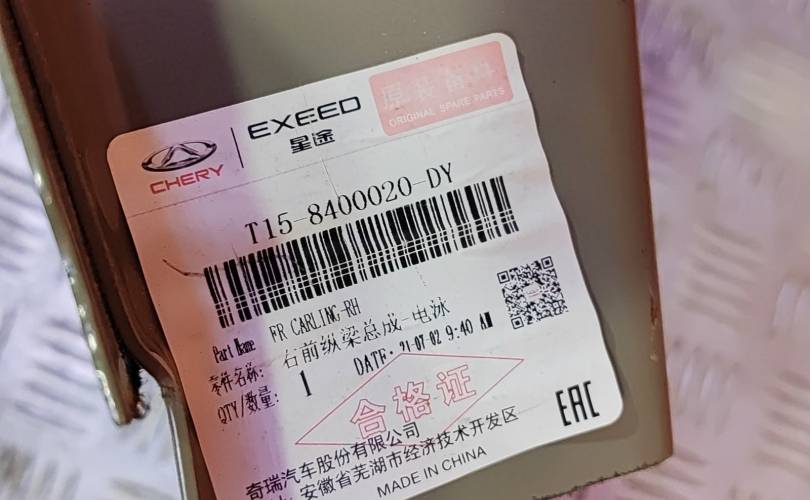 CHERY
EXEED
星途
原装备件
ORIGINAL SPARE PARTS
T15-8400020-DY
Part Name FR CARLING-RH
零件名称: 右前纵梁总成-电泳
QTY/数量: 1 DATE: 21-07-02 9:40 AM
合格证
EAC
奇瑞汽车股份有限公司
安徽省芜湖市经济技术开发区
MADE IN CHINA